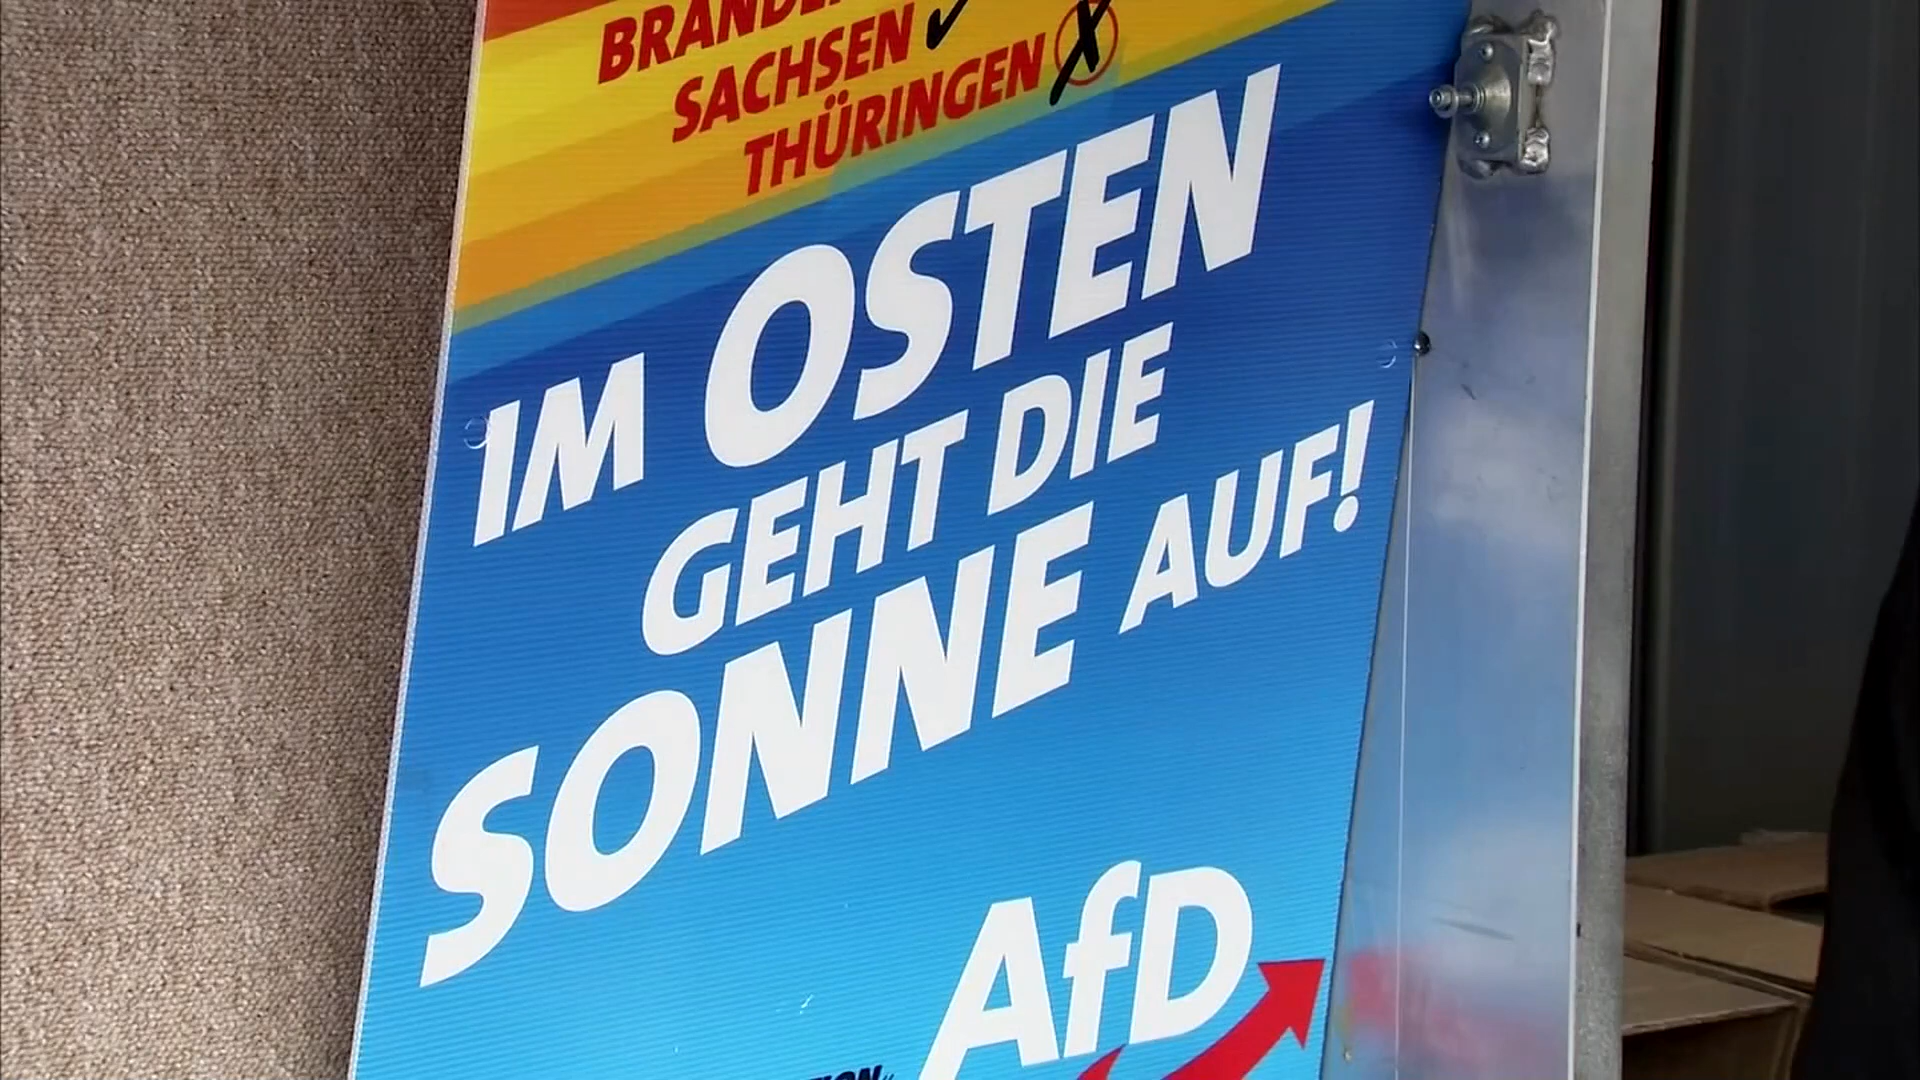 SACHSEN
THÜRINGEN
IM OSTEN
GEHT DIE
SONNE AUF!
AfD